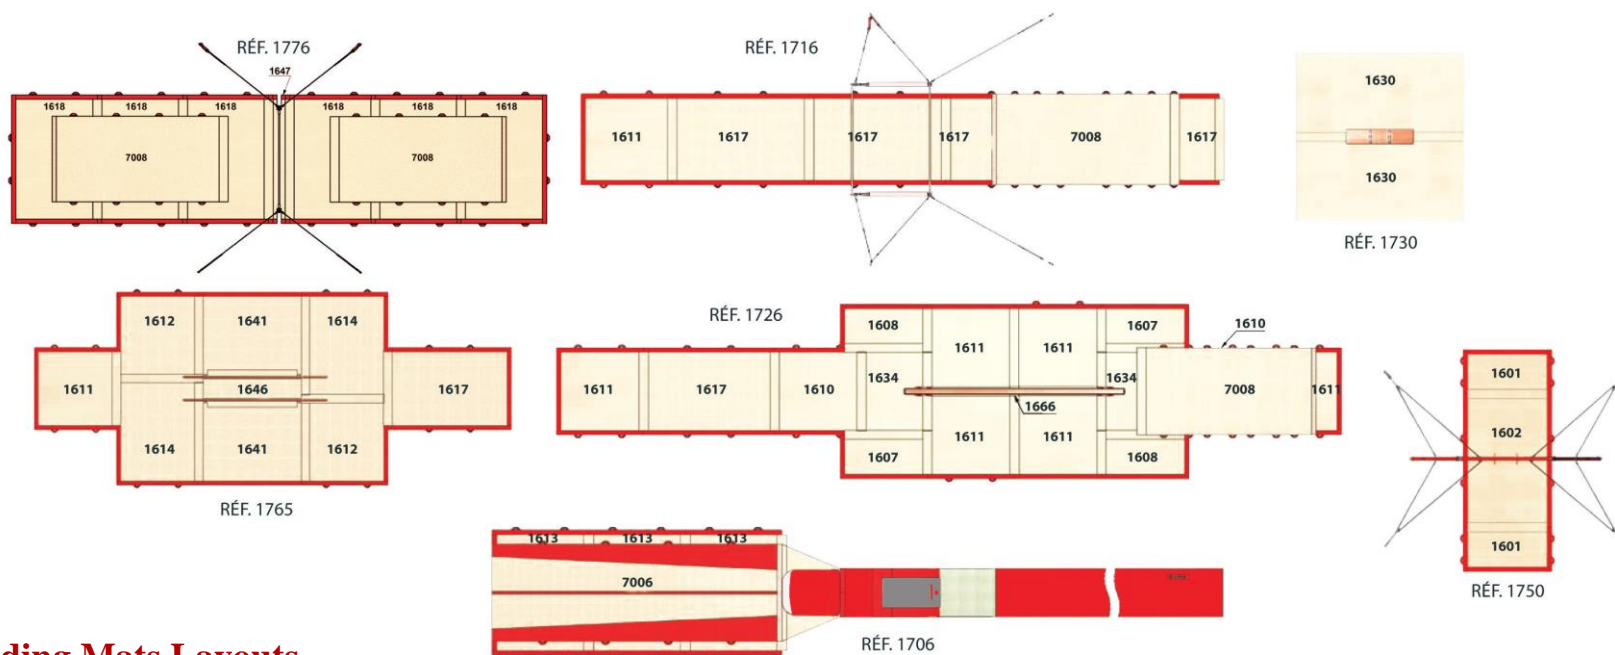 RÉF. 1776
1647
1618 1618 1618 1618 1618 1618
7008 7008
RÉF. 1716
1611 1617 1617 1617 7008 1617
1630
1630
RÉF. 1730
1612 1641 1614
1611 1646 1617
1614 1641 1612
RÉF. 1765
RÉF. 1726
1608 1611 1611 1607 1610
1611 1617 1610 1634 1634 7008 1611
1666
1607 1611 1611 1608
1601
1602
1601
RÉF. 1750
1613 1613 1613
7006
RÉF. 1706
ding Mats Layouts